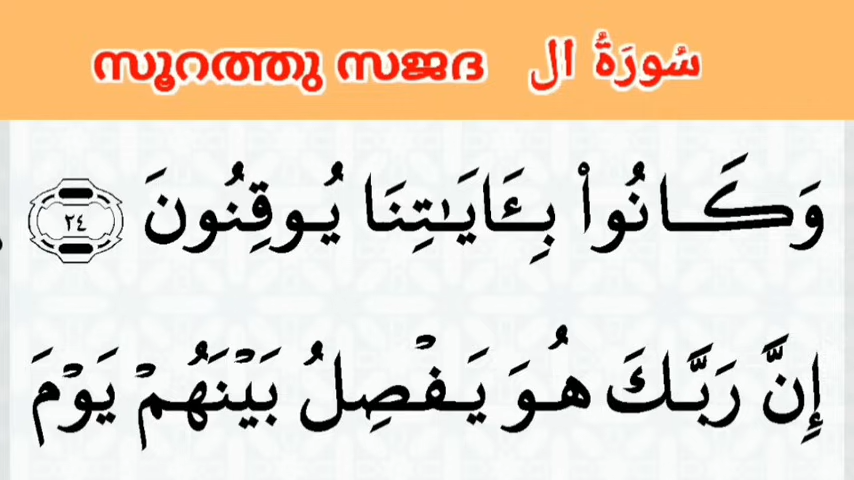 സൂറത്തു സജദ سُورَةُ ال
وَكَانُوا۟ بِـَٔايَـٰتِنَا يُوقِنُونَ ٢٤
إِنَّ رَبَّكَ هُوَ يَفْصِلُ بَيْنَهُمْ يَوْمَ